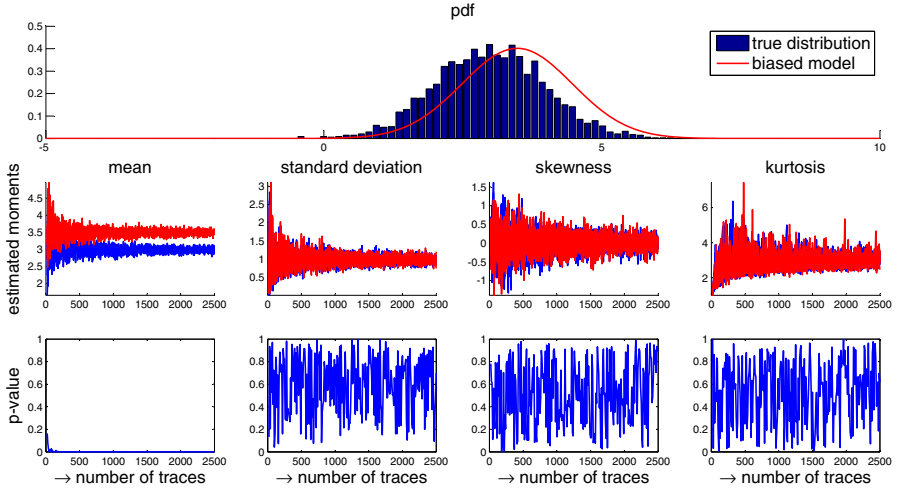 pdf
0.5
0.4
0.3
0.2
0.1
0
-5 0 5 10
true distribution
biased model
mean standard deviation skewness kurtosis
estimated moments
4.5
4
3.5
3
2.5
2
0 500 1000 1500 2000 2500
3
2.5
2
1.5
1
0.5
0 500 1000 1500 2000 2500
1.5
1
0.5
0
-0.5
-1
0 500 1000 1500 2000 2500
6
4
2
0 500 1000 1500 2000 2500
p-value
1
0.8
0.6
0.4
0.2
0
0 500 1000 1500 2000 2500
→ number of traces
1
0.8
0.6
0.4
0.2
0
0 500 1000 1500 2000 2500
→ number of traces
1
0.8
0.6
0.4
0.2
0
0 500 1000 1500 2000 2500
→ number of traces
1
0.8
0.6
0.4
0.2
0
0 500 1000 1500 2000 2500
→ number of traces